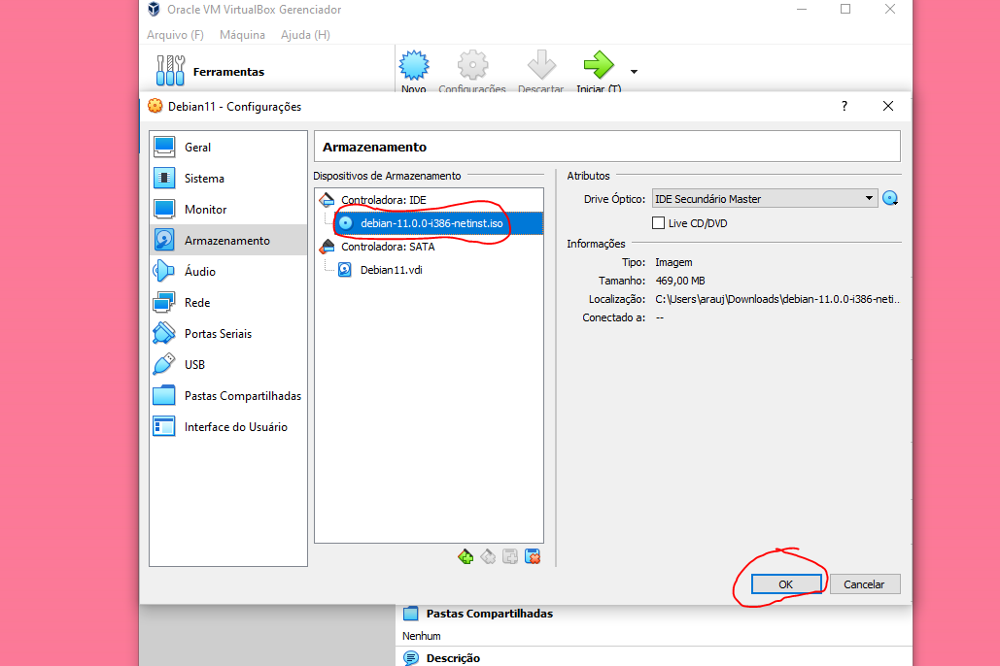 Oracle VM VirtualBox Gerenciador
Arquivo (F) Máquina Ajuda (H)
Ferramentas
Novo Configurações Descartar Iniciar (T)
Debian11 - Configurações ?
Geral
Sistema
Monitor
Armazenamento
Áudio
Rede
Portas Seriais
USB
Pastas Compartilhadas
Interface do Usuário
Armazenamento
Dispositivos de Armazenamento
Controladora: IDE
debian-11.0.0-i386-netinst.iso
Controladora: SATA
Debian11.vdi
Atributos
Drive Óptico: IDE Secundário Master
Live CD/DVD
Informações
Tipo: Imagem
Tamanho: 469,00 MB
Localização: C:\Users\arauj\Downloads\debian-11.0.0-i386-neti...
Conectado a: --
OK Cancelar
Pastas Compartilhadas
Nenhum
Descrição